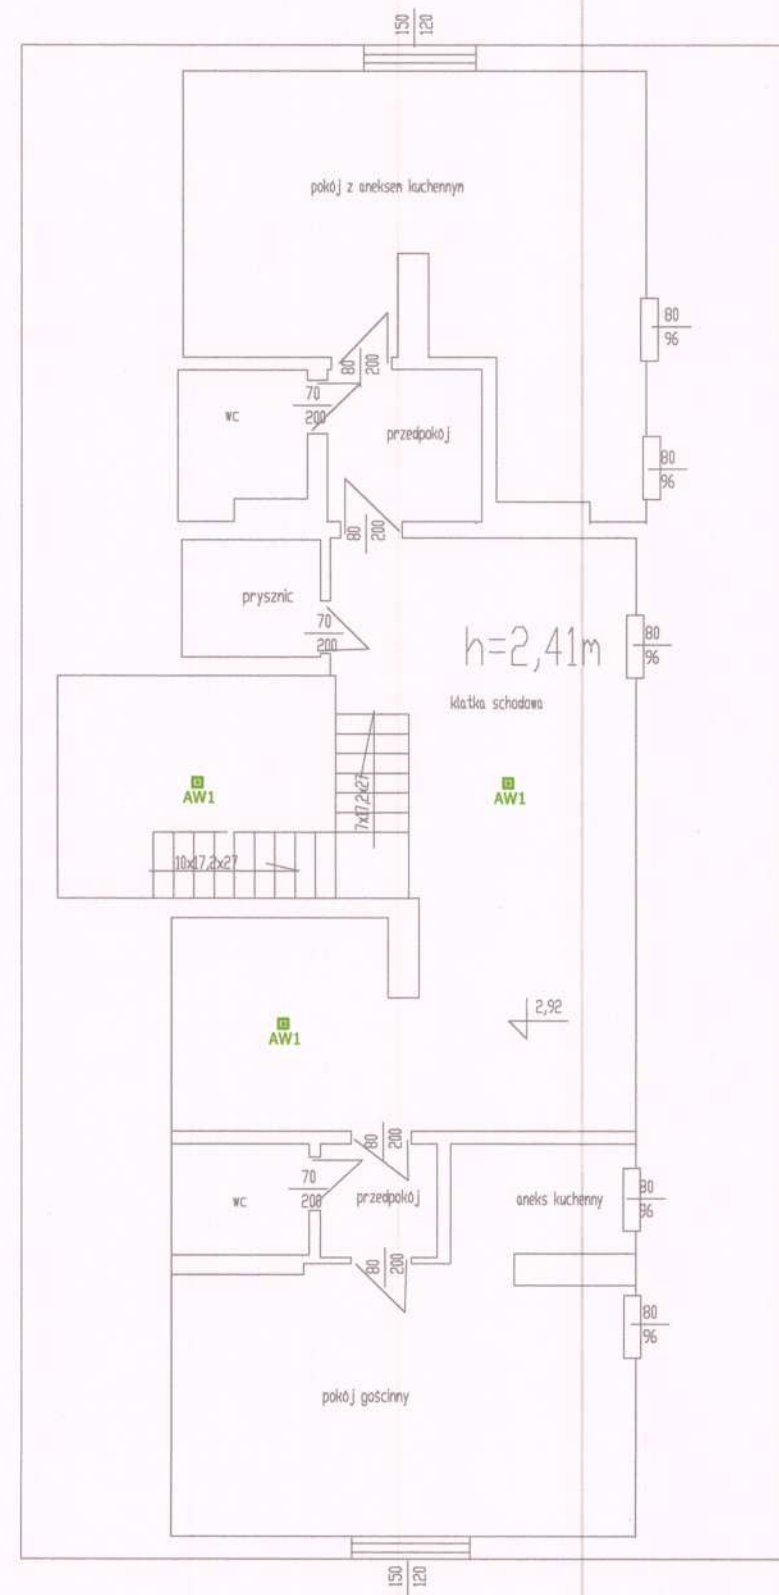 150
120
pokój z aneksem kuchennym
80
96
80
200
70
200
wc
przedpokój
80
96
80
200
prysznic
70
200
h=2,41m
80
96
klatka schodowa
AW1
AW1
7x17,2x27
10x17,2x27
2,92
AW1
80
200
70
200
wc
przedpokój
aneks kuchenny
80
96
80
200
80
96
pokój gościnny
150
120